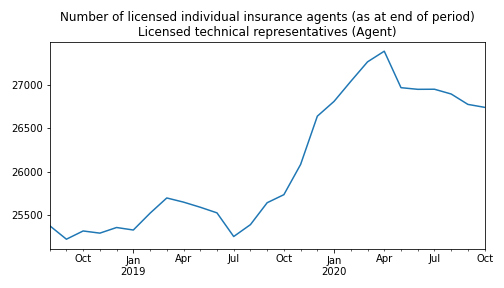 Number of licensed individual insurance agents (as at end of period)
Licensed technical representatives (Agent)
27000
26500
26000
25500
Oct Jan Apr Jul Oct Jan Apr Jul Oct
2019 2020